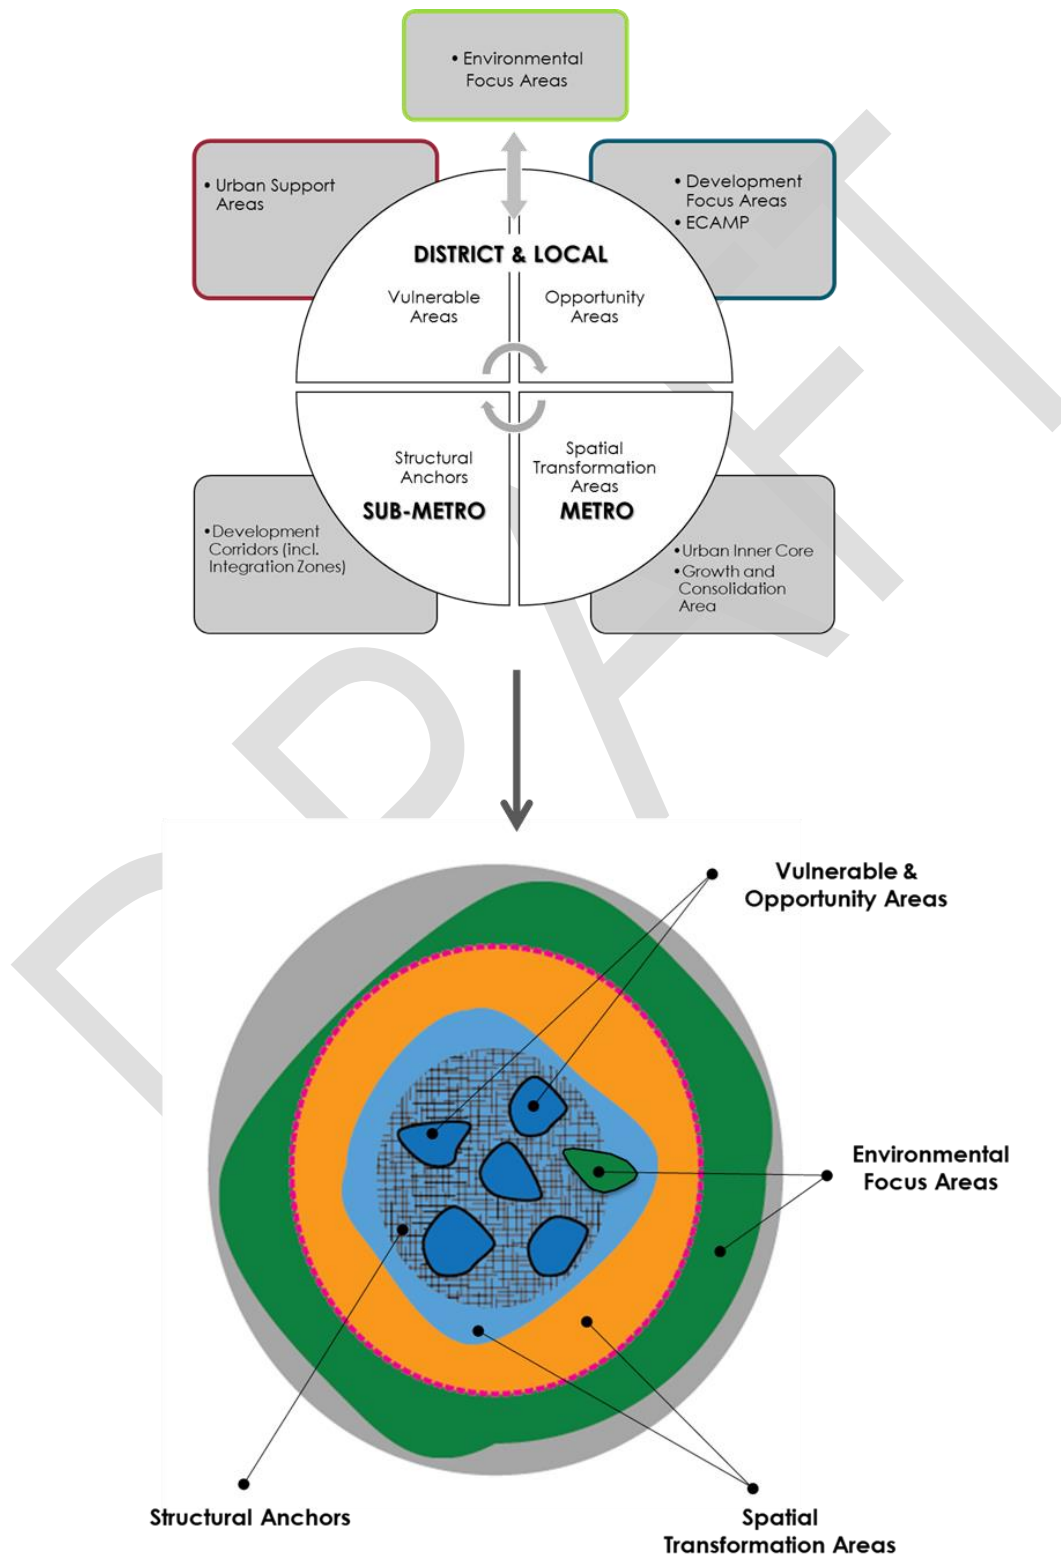 • Environmental
Focus Areas
• Urban Support
Areas
• Development
Focus Areas
• ECAMP
DISTRICT & LOCAL
Vulnerable
Areas
Opportunity
Areas
Structural
Anchors
SUB-METRO
Spatial
Transformation
Areas
METRO
•Development
Corridors (incl.
Integration Zones)
•Urban Inner Core
•Growth and
Consolidation
Area
DRAFT
Vulnerable &
Opportunity Areas
Environmental
Focus Areas
Structural Anchors
Spatial
Transformation Areas